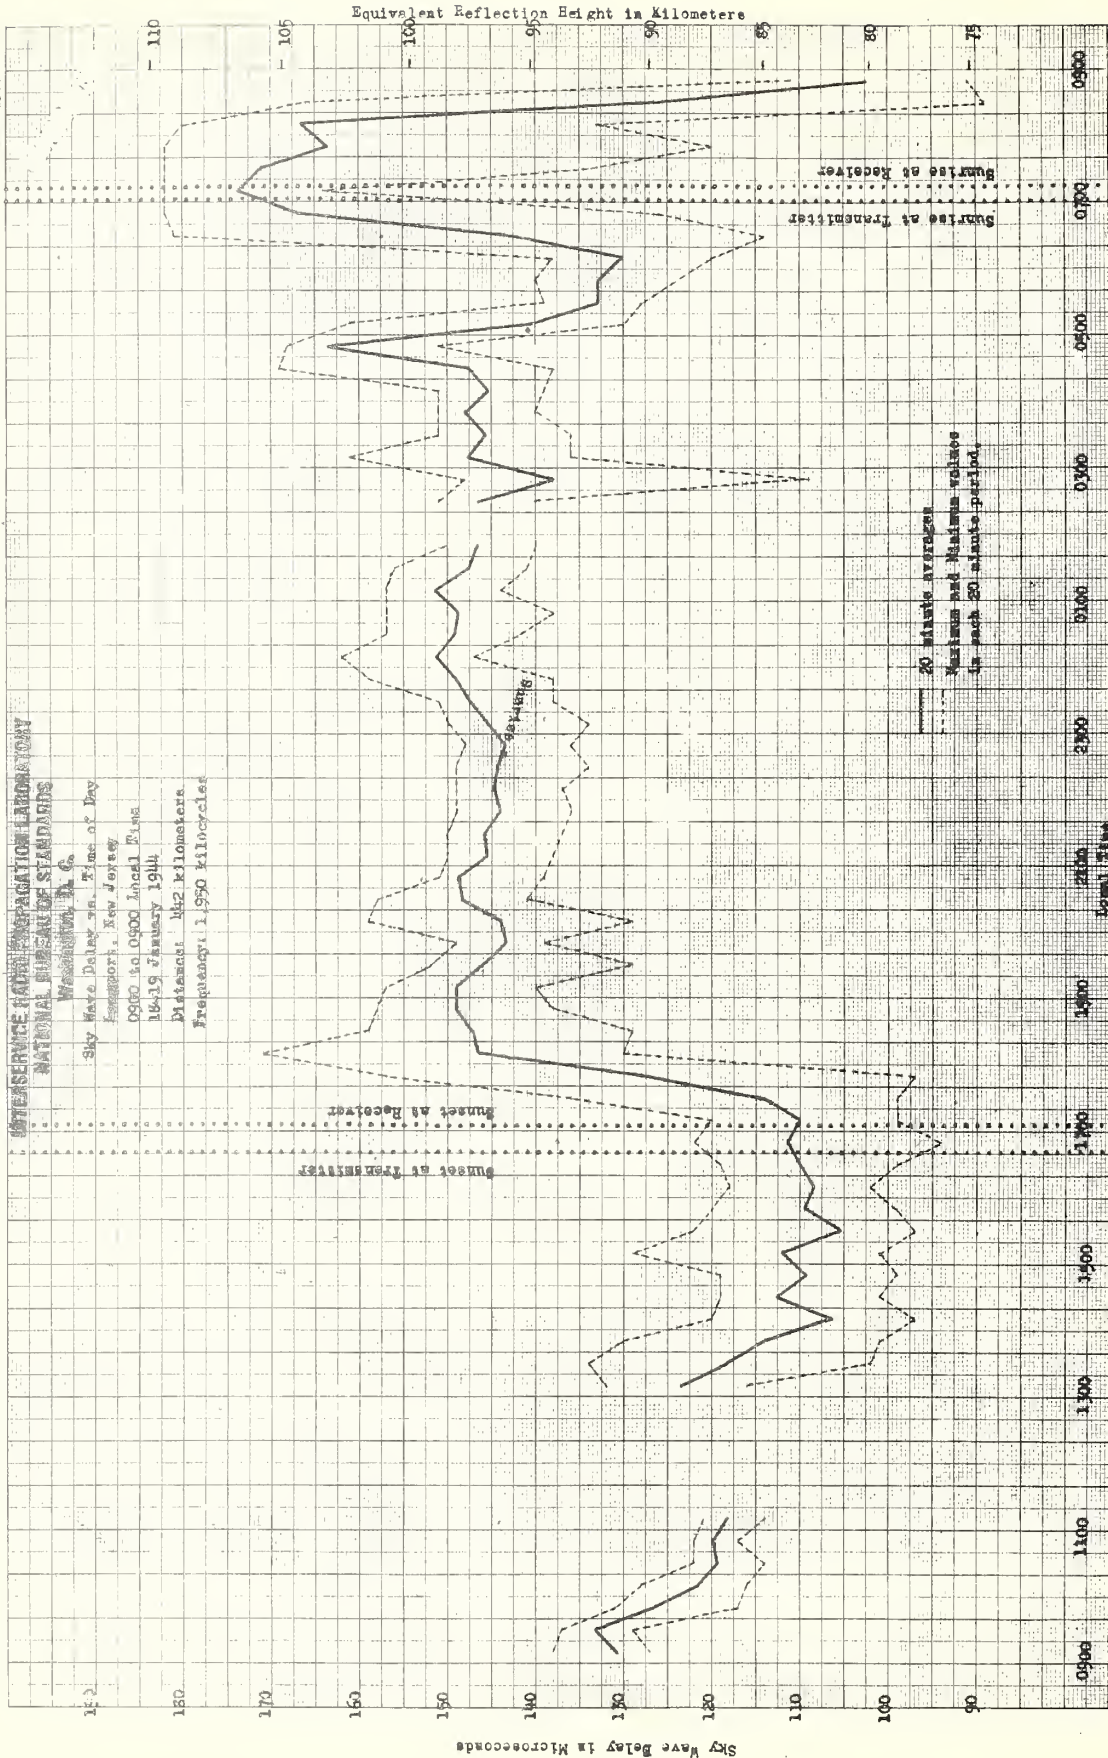 INTERSERVICE RADIO PROPAGATION LABORATORY
NATIONAL BUREAU OF STANDARDS
Washington, D. C.
Sky Wave Delay vs. Time of Day
New Jersey
0900 to 0900 Local Time
18-19 January 1944
Distance: 442 kilometers
Frequency: 1,950 kilocycles
Equivalent Reflection Height in Kilometers
110
105
100
95
90
85
80
75
Sky Wave Delay in Microseconds
190
180
170
160
150
140
130
120
110
100
90
Sunset at Transmitter
Sunset at Receiver
Sunrise at Transmitter
Sunrise at Receiver
20 minute averages
Maximum and Minimum values
in each 20 minute period.
0900
1100
1300
1500
1700
1900
2100
2300
0100
0300
0500
0700
0900
Local Time